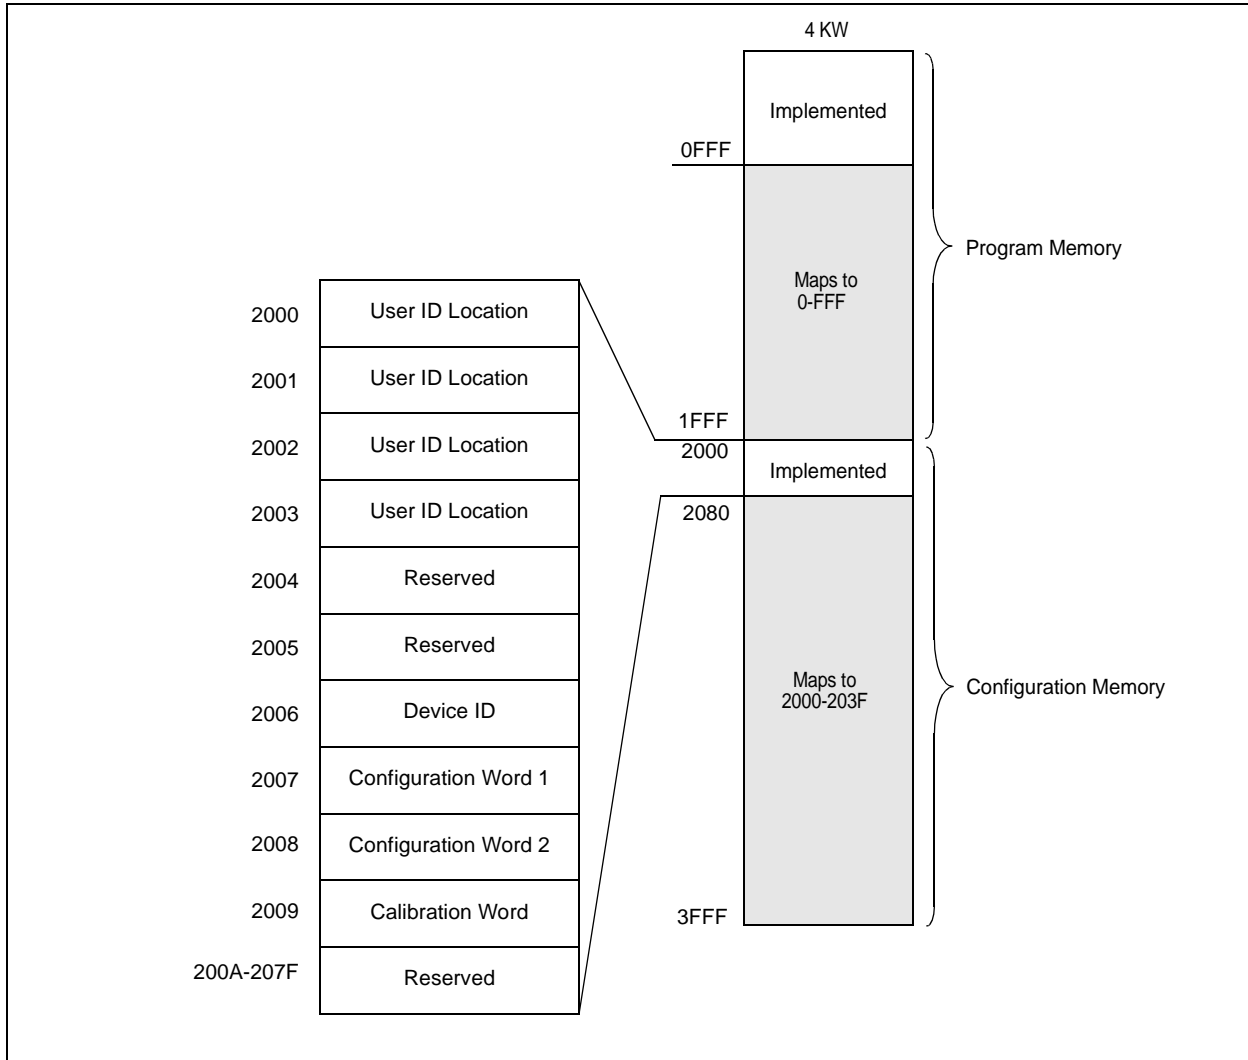 4 KW
Implemented
0FFF
Maps to
0-FFF
Program Memory
1FFF
2000
Implemented
2080
Maps to
2000-203F
Configuration Memory
3FFF
2000 User ID Location
2001 User ID Location
2002 User ID Location
2003 User ID Location
2004 Reserved
2005 Reserved
2006 Device ID
2007 Configuration Word 1
2008 Configuration Word 2
2009 Calibration Word
200A-207F Reserved